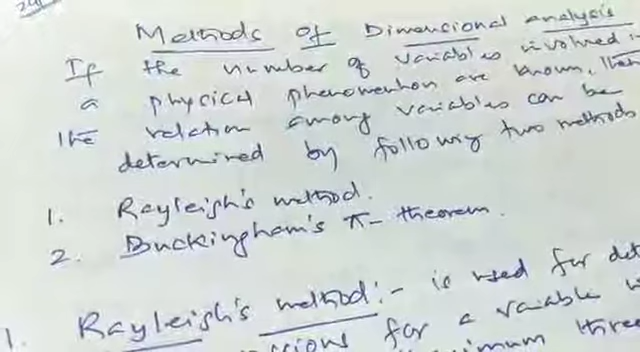 Methods of Dimensional analysis
If the number of variables involved in
a physical phenomenon are known, then
the relation among variables can be
determined by following two methods
1. Rayleigh's method.
2. Buckingham's π- theorem.
1. Rayleigh's method:- is used for det
for a variable
three